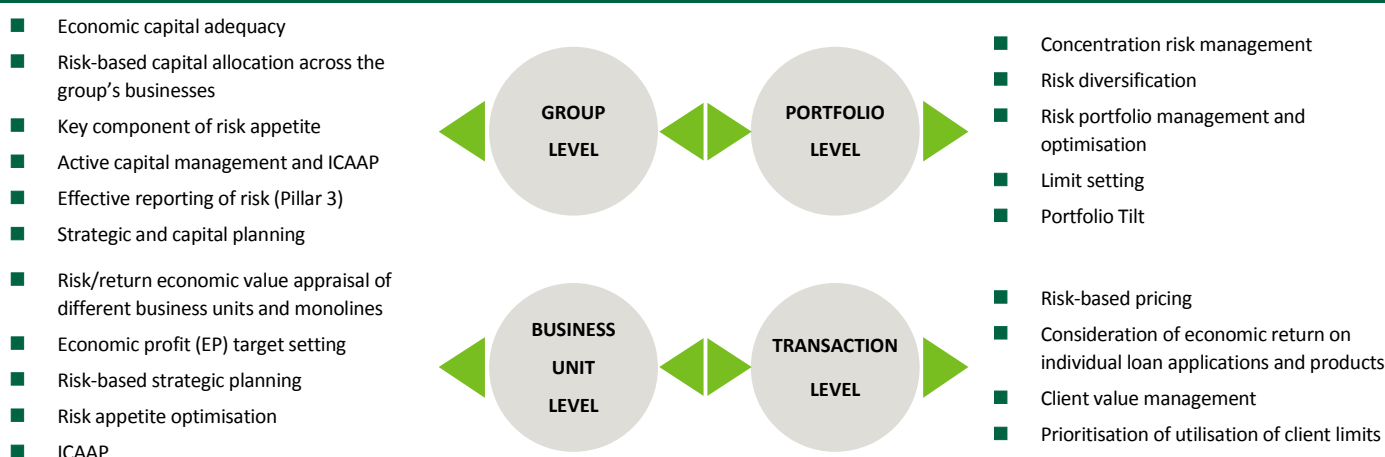 Economic capital adequacy
Risk-based capital allocation across the
group's businesses
Key component of risk appetite
Active capital management and ICAAP
Effective reporting of risk (Pillar 3)
Strategic and capital planning
GROUP
LEVEL
PORTFOLIO
LEVEL
Concentration risk management
Risk diversification
Risk portfolio management and
optimisation
Limit setting
Portfolio Tilt
Risk/return economic value appraisal of
different business units and monolines
Economic profit (EP) target setting
Risk-based strategic planning
Risk appetite optimisation
ICAAP
BUSINESS
UNIT
LEVEL
TRANSACTION
LEVEL
Risk-based pricing
Consideration of economic return on
individual loan applications and products
Client value management
Prioritisation of utilisation of client limits